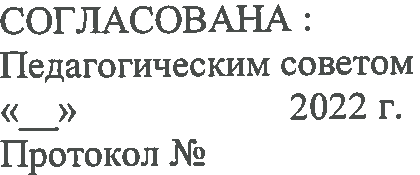 СОГЛАСОВАНА :
Педагогическим советом
«__» 2022 г.
Протокол №